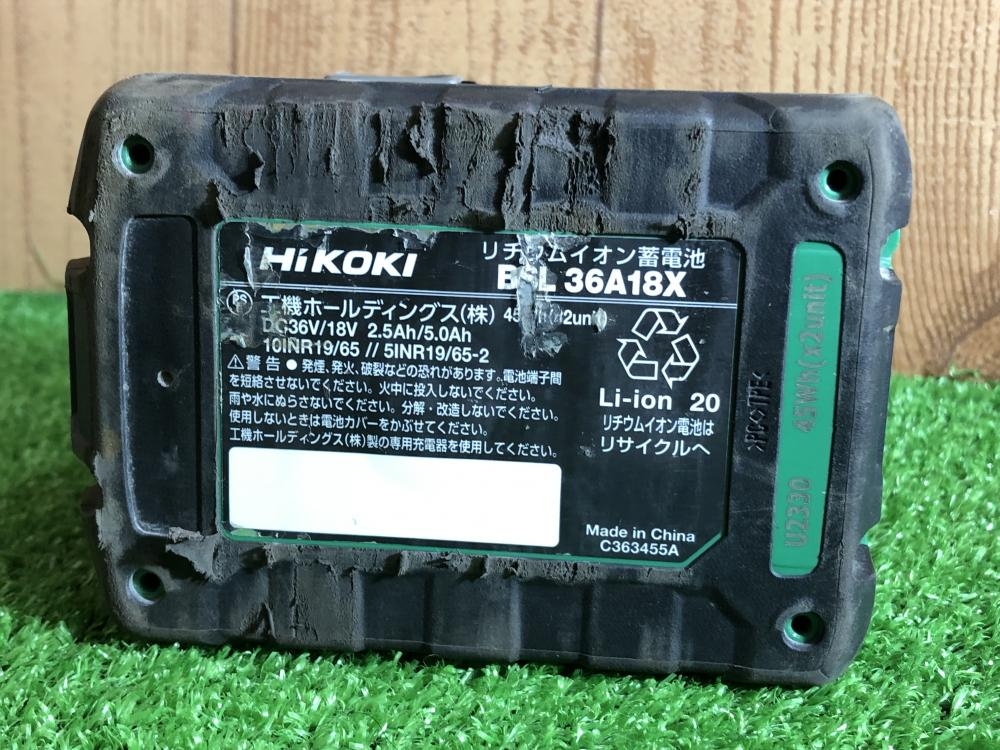 HiKOKI
リチウムイオン蓄電池
BSL 36A18X
PS
工機ホールディングス(株) 45Wh(x2unit)
DC36V/18V 2.5Ah/5.0Ah
10INR19/65 // 5INR19/65-2
⚠警告 ● 発煙、発火、破裂などの恐れがあります。電池端子間
を短絡させないでください。火中に投入しないでください。
雨や水にぬらさないでください。分解・改造しないでください。
使用しないときは電池カバーをかぶせてください。
工機ホールディングス(株)製の専用充電器を使用してください。
Li-ion 20
リチウムイオン電池は
リサイクルへ
Made in China
C363455A
45Wh(x2unit)